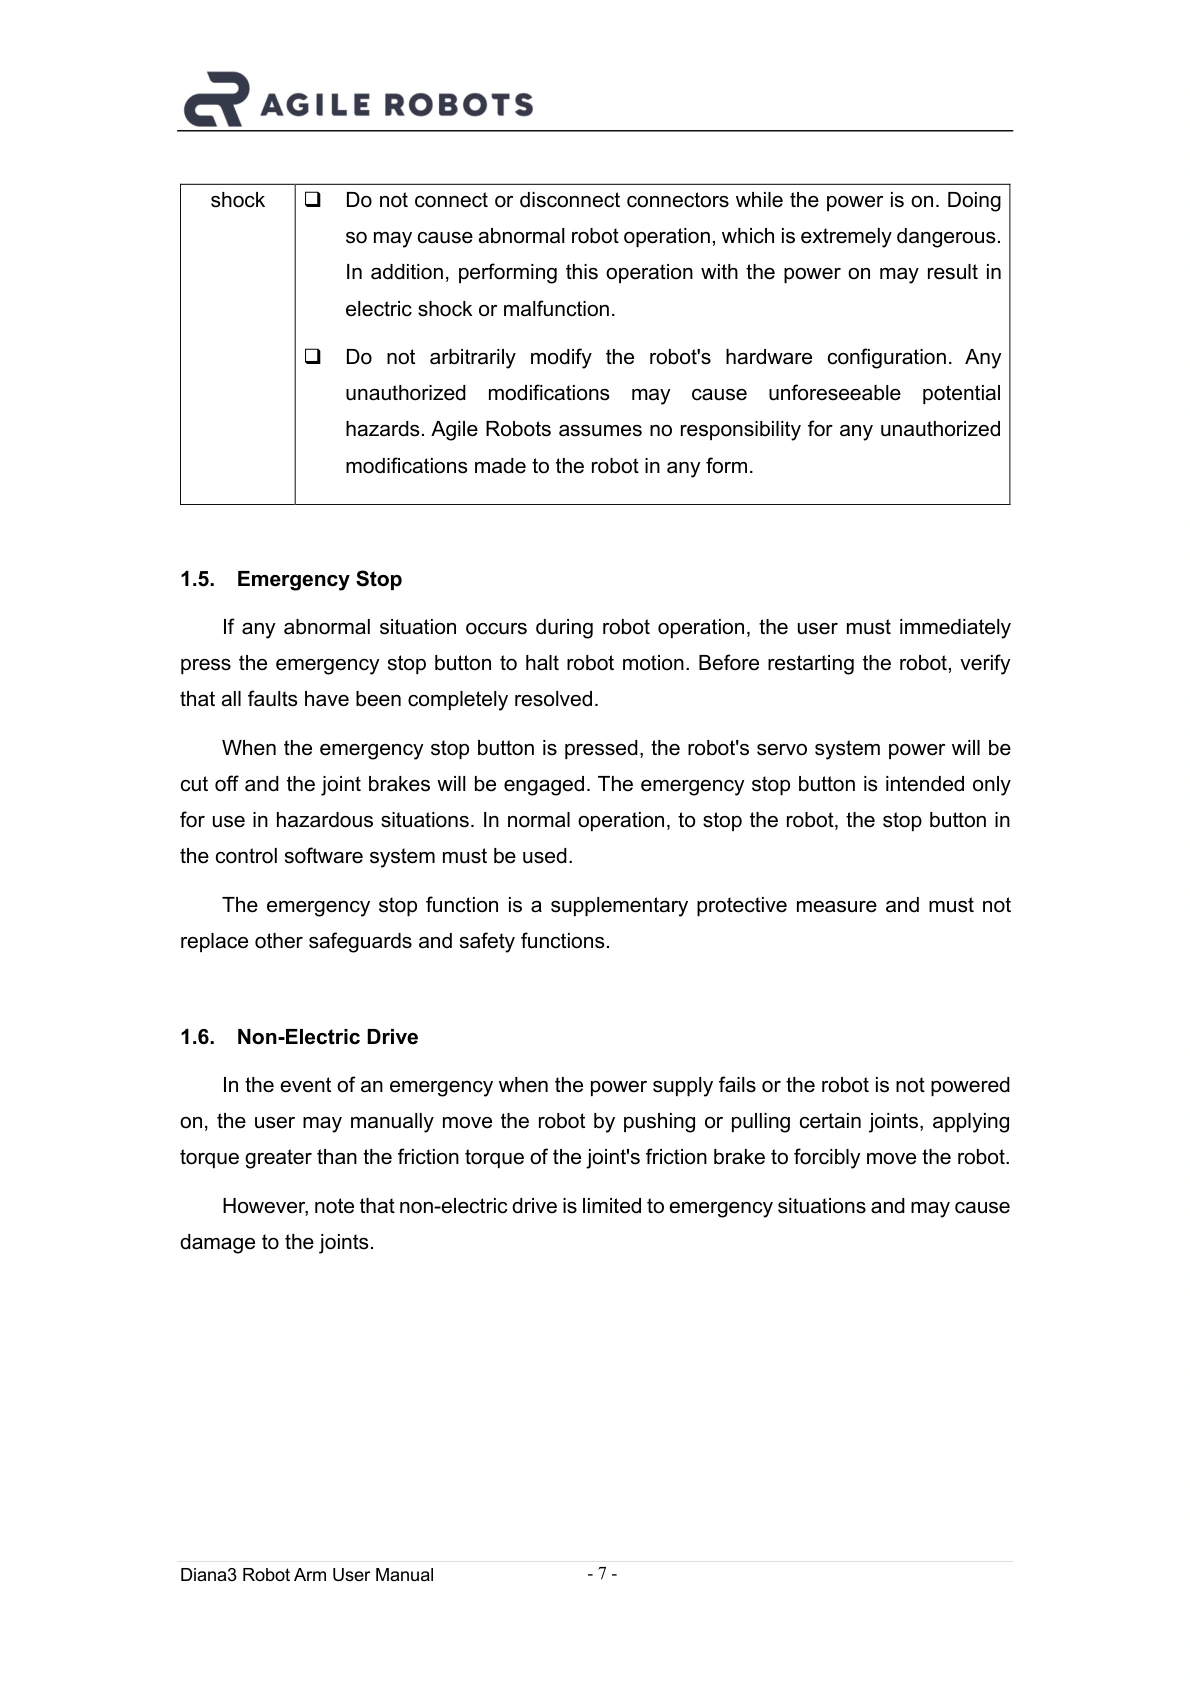 AGILE ROBOTS
shock
❑ Do not connect or disconnect connectors while the power is on. Doing
so may cause abnormal robot operation, which is extremely dangerous.
In addition, performing this operation with the power on may result in
electric shock or malfunction.
❑ Do not arbitrarily modify the robot's hardware configuration. Any
unauthorized modifications may cause unforeseeable potential
hazards. Agile Robots assumes no responsibility for any unauthorized
modifications made to the robot in any form.
1.5. Emergency Stop
If any abnormal situation occurs during robot operation, the user must immediately
press the emergency stop button to halt robot motion. Before restarting the robot, verify
that all faults have been completely resolved.
When the emergency stop button is pressed, the robot's servo system power will be
cut off and the joint brakes will be engaged. The emergency stop button is intended only
for use in hazardous situations. In normal operation, to stop the robot, the stop button in
the control software system must be used.
The emergency stop function is a supplementary protective measure and must not
replace other safeguards and safety functions.
1.6. Non-Electric Drive
In the event of an emergency when the power supply fails or the robot is not powered
on, the user may manually move the robot by pushing or pulling certain joints, applying
torque greater than the friction torque of the joint's friction brake to forcibly move the robot.
However, note that non-electric drive is limited to emergency situations and may cause
damage to the joints.
Diana3 Robot Arm User Manual
- 7 -